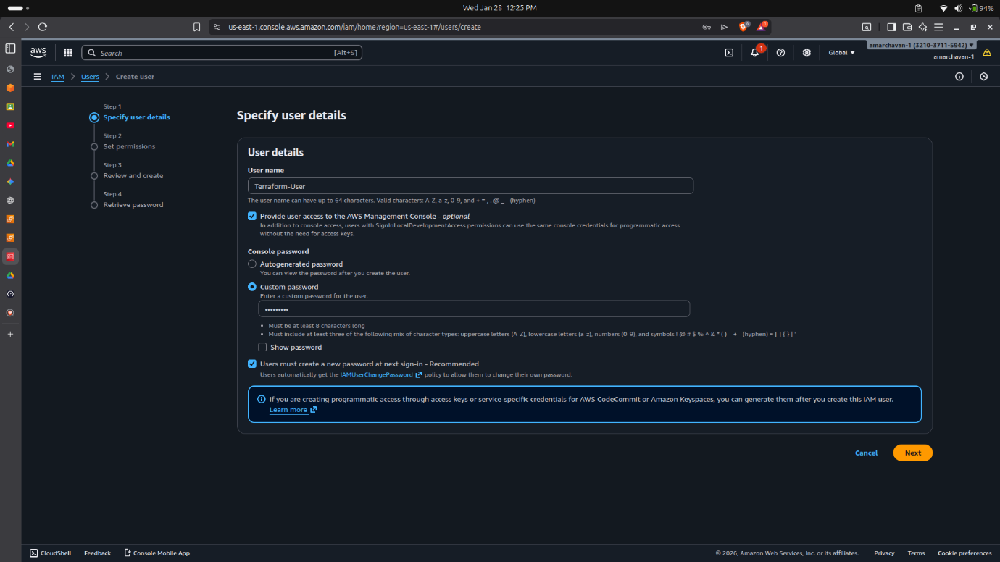 Wed Jan 28 12:25 PM
94%
us-east-1.console.aws.amazon.com/iam/home?region=us-east-1#/users/create
aws
Search
[Alt+S]
1
Global
amarchavan-1 (3210-3711-5942)
amarchavan-1
IAM
Users
Create user
Step 1
Specify user details
Step 2
Set permissions
Step 3
Review and create
Step 4
Retrieve password
Specify user details
User details
User name
Terraform-User
The user name can have up to 64 characters. Valid characters: A-Z, a-z, 0-9, and + = , . @ _ - (hyphen)
Provide user access to the AWS Management Console - optional
In addition to console access, users with SignInLocalDevelopmentAccess permissions can use the same console credentials for programmatic access
without the need for access keys.
Console password
Autogenerated password
You can view the password after you create the user.
Custom password
Enter a custom password for the user.
•••••••••
• Must be at least 8 characters long
• Must include at least three of the following mix of character types: uppercase letters (A-Z), lowercase letters (a-z), numbers (0-9), and symbols ! @ # $ % ^ & * ( ) _ + - (hyphen) = [ ] { } | '
Show password
Users must create a new password at next sign-in - Recommended
Users automatically get the IAMUserChangePassword policy to allow them to change their own password.
If you are creating programmatic access through access keys or service-specific credentials for AWS CodeCommit or Amazon Keyspaces, you can generate them after you create this IAM user.
Learn more
Cancel
Next
CloudShell
Feedback
Console Mobile App
© 2026, Amazon Web Services, Inc. or its affiliates.
Privacy
Terms
Cookie preferences